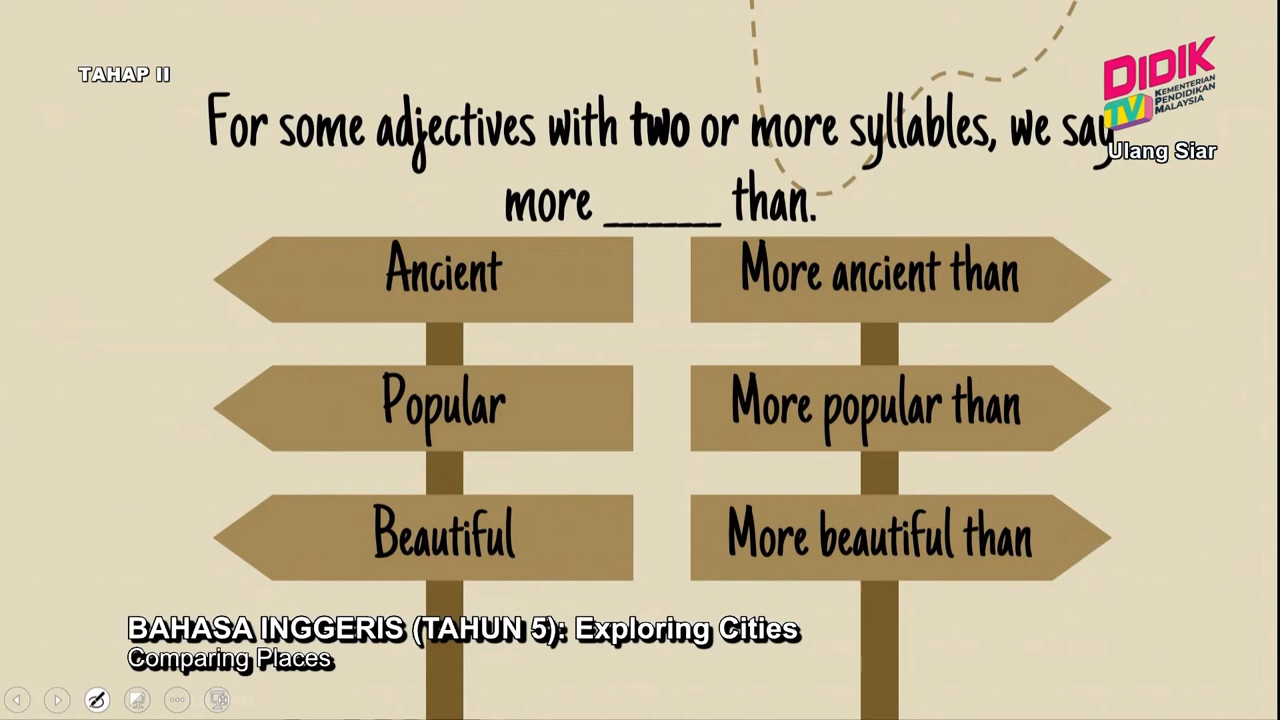 TAHAP II
DIDIK
TV KEMENTERIAN
PENDIDIKAN
MALAYSIA
Ulang Siar
For some adjectives with two or more syllables, we say
more ______ than.
Ancient
More ancient than
Popular
More popular than
Beautiful
More beautiful than
BAHASA INGGERIS (TAHUN 5): Exploring Cities
Comparing Places